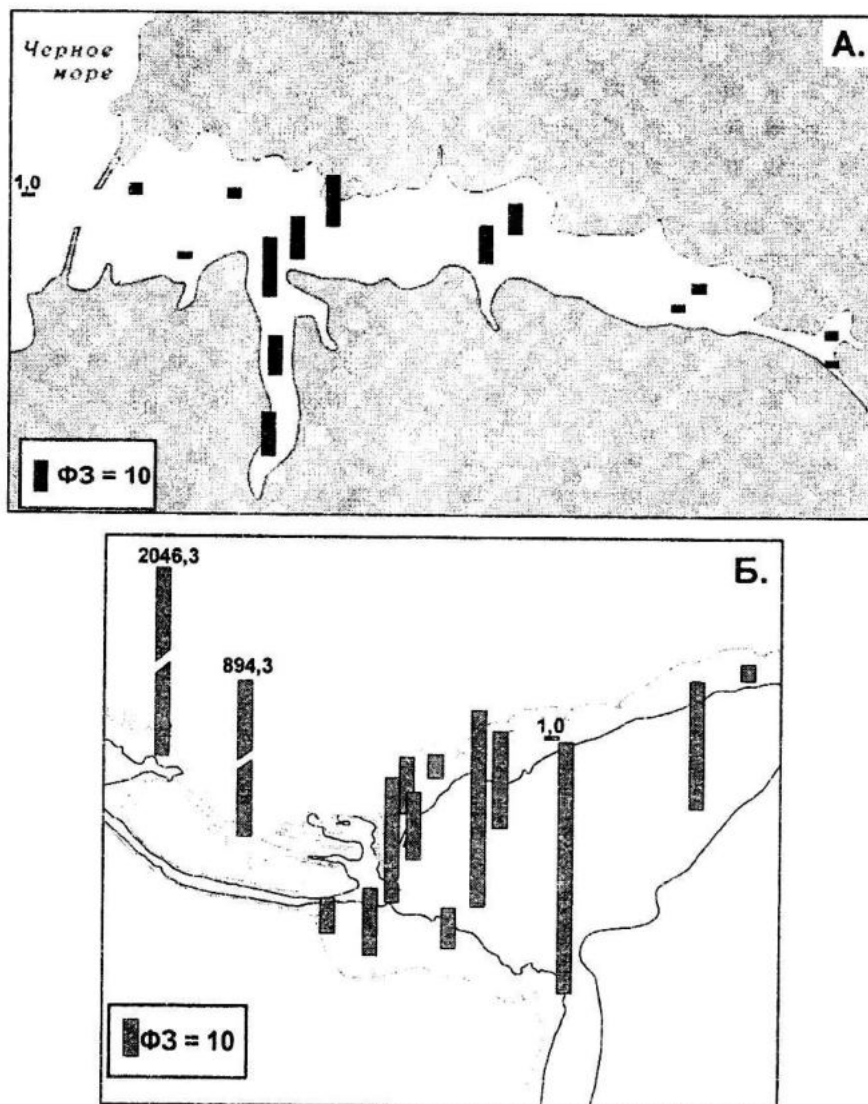 Черное
море
А.
1,0
ФЗ = 10
2046,3
Б.
894,3
1,0
ФЗ = 10